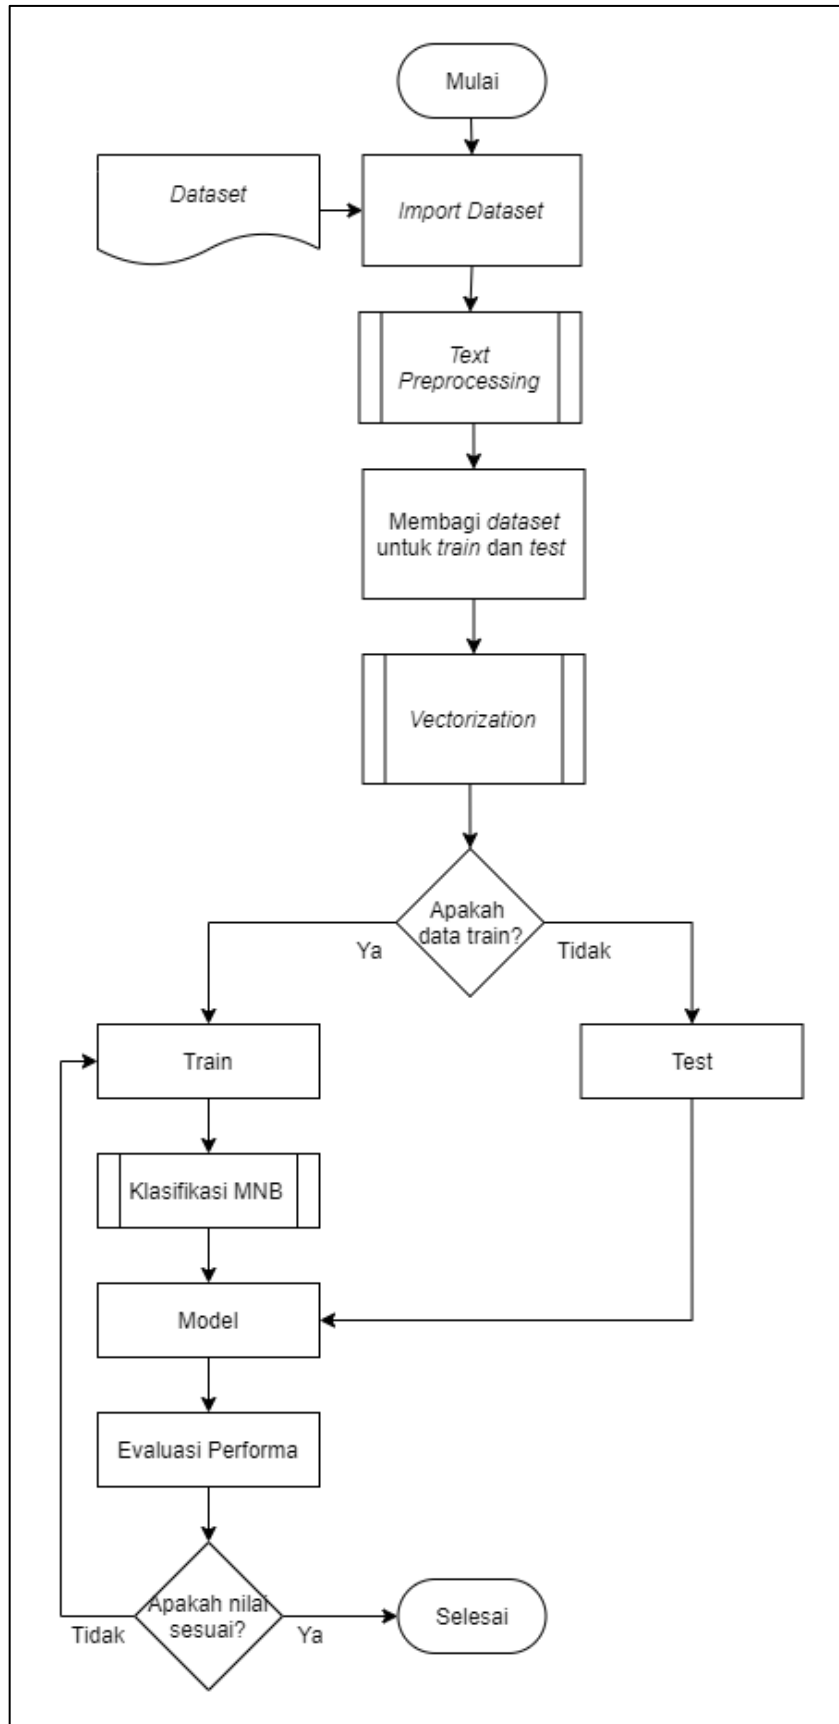 Mulai
Dataset
Import Dataset
Text
Preprocessing
Membagi dataset
untuk train dan test
Vectorization
Apakah
data train?
Ya
Tidak
Train
Test
Klasifikasi MNB
Model
Evaluasi Performa
Apakah nilai
sesuai?
Tidak
Ya
Selesai